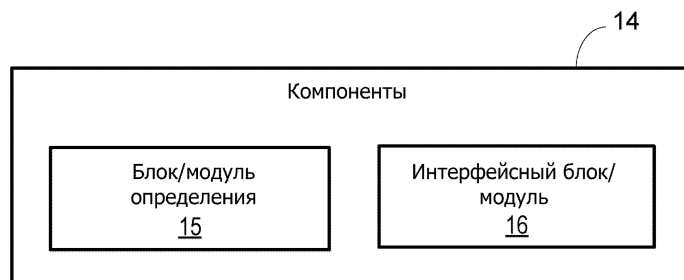 14
Компоненты
Блок/модуль
определения
15
Интерфейсный блок/
модуль
16